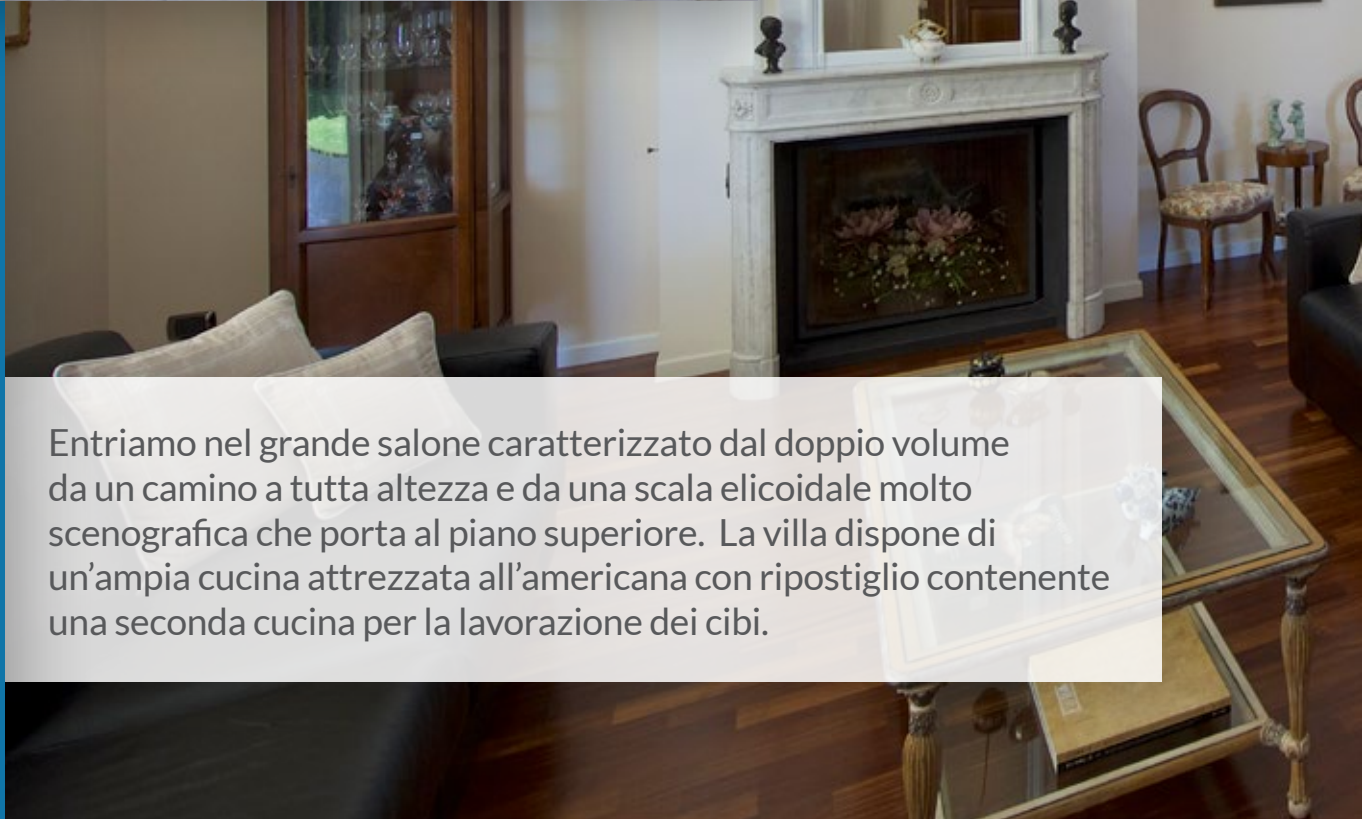 Entriamo nel grande salone caratterizzato dal doppio volume
da un camino a tutta altezza e da una scala elicoidale molto
scenografica che porta al piano superiore.  La villa dispone di
un’ampia cucina attrezzata all’americana con ripostiglio contenente
una seconda cucina per la lavorazione dei cibi.